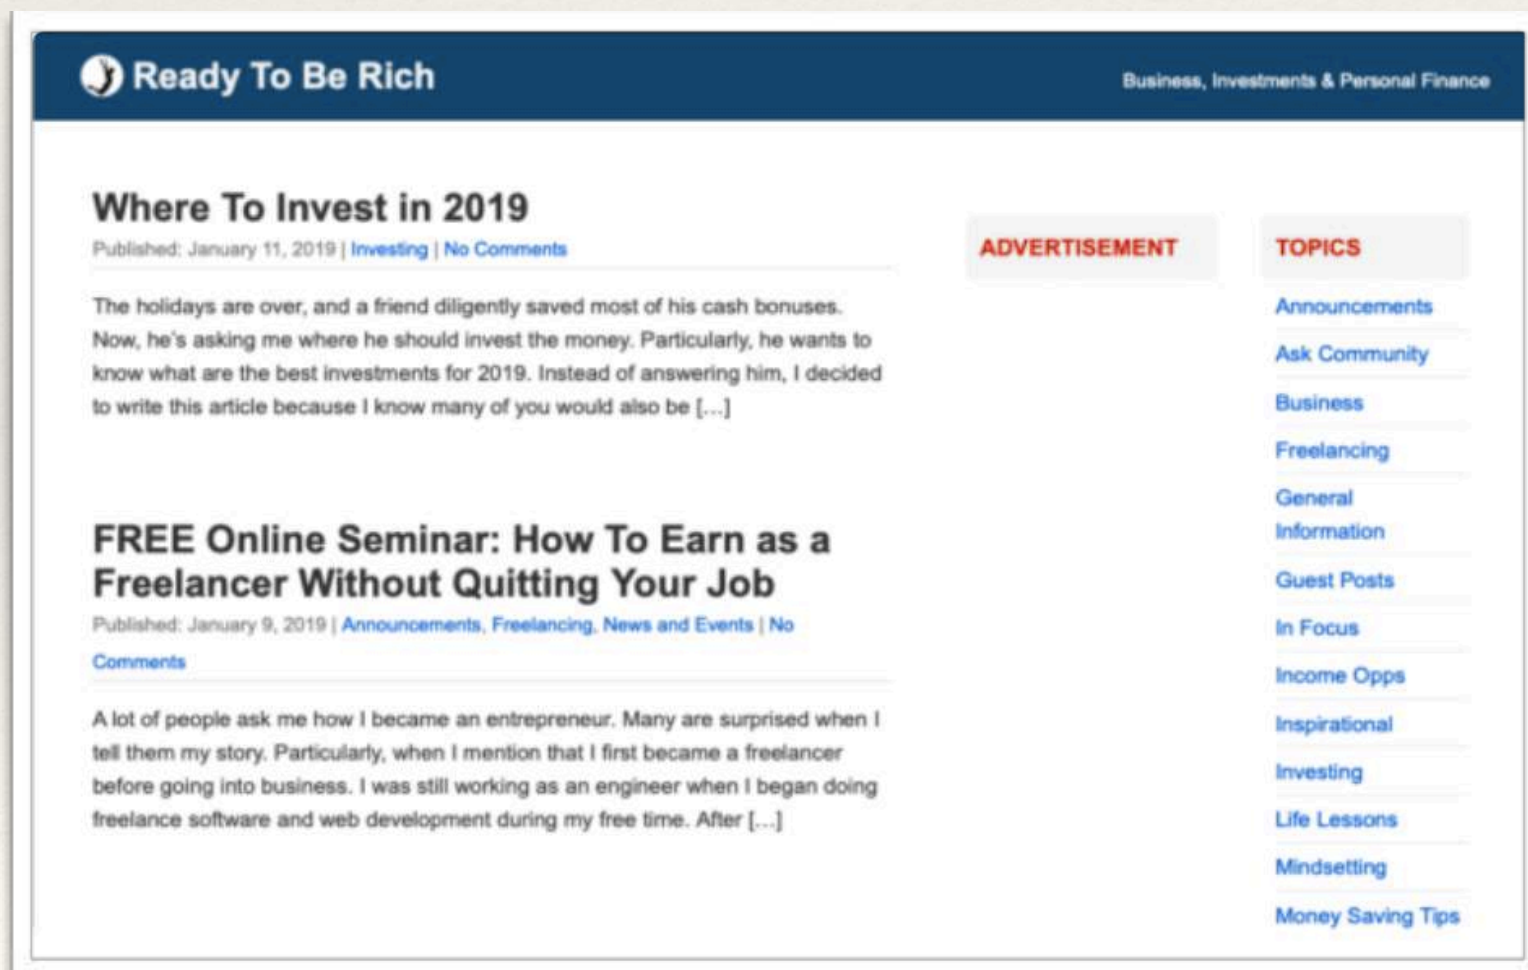 Ready To Be Rich
Business, Investments & Personal Finance
Where To Invest in 2019
Published: January 11, 2019 | Investing | No Comments
The holidays are over, and a friend diligently saved most of his cash bonuses.
Now, he's asking me where he should invest the money. Particularly, he wants to
know what are the best investments for 2019. Instead of answering him, I decided
to write this article because I know many of you would also be [...]
FREE Online Seminar: How To Earn as a
Freelancer Without Quitting Your Job
Published: January 9, 2019 | Announcements, Freelancing, News and Events | No
Comments
A lot of people ask me how I became an entrepreneur. Many are surprised when I
tell them my story. Particularly, when I mention that I first became a freelancer
before going into business. I was still working as an engineer when I began doing
freelance software and web development during my free time. After [...]
ADVERTISEMENT
TOPICS
Announcements
Ask Community
Business
Freelancing
General
Information
Guest Posts
In Focus
Income Opps
Inspirational
Investing
Life Lessons
Mindsetting
Money Saving Tips